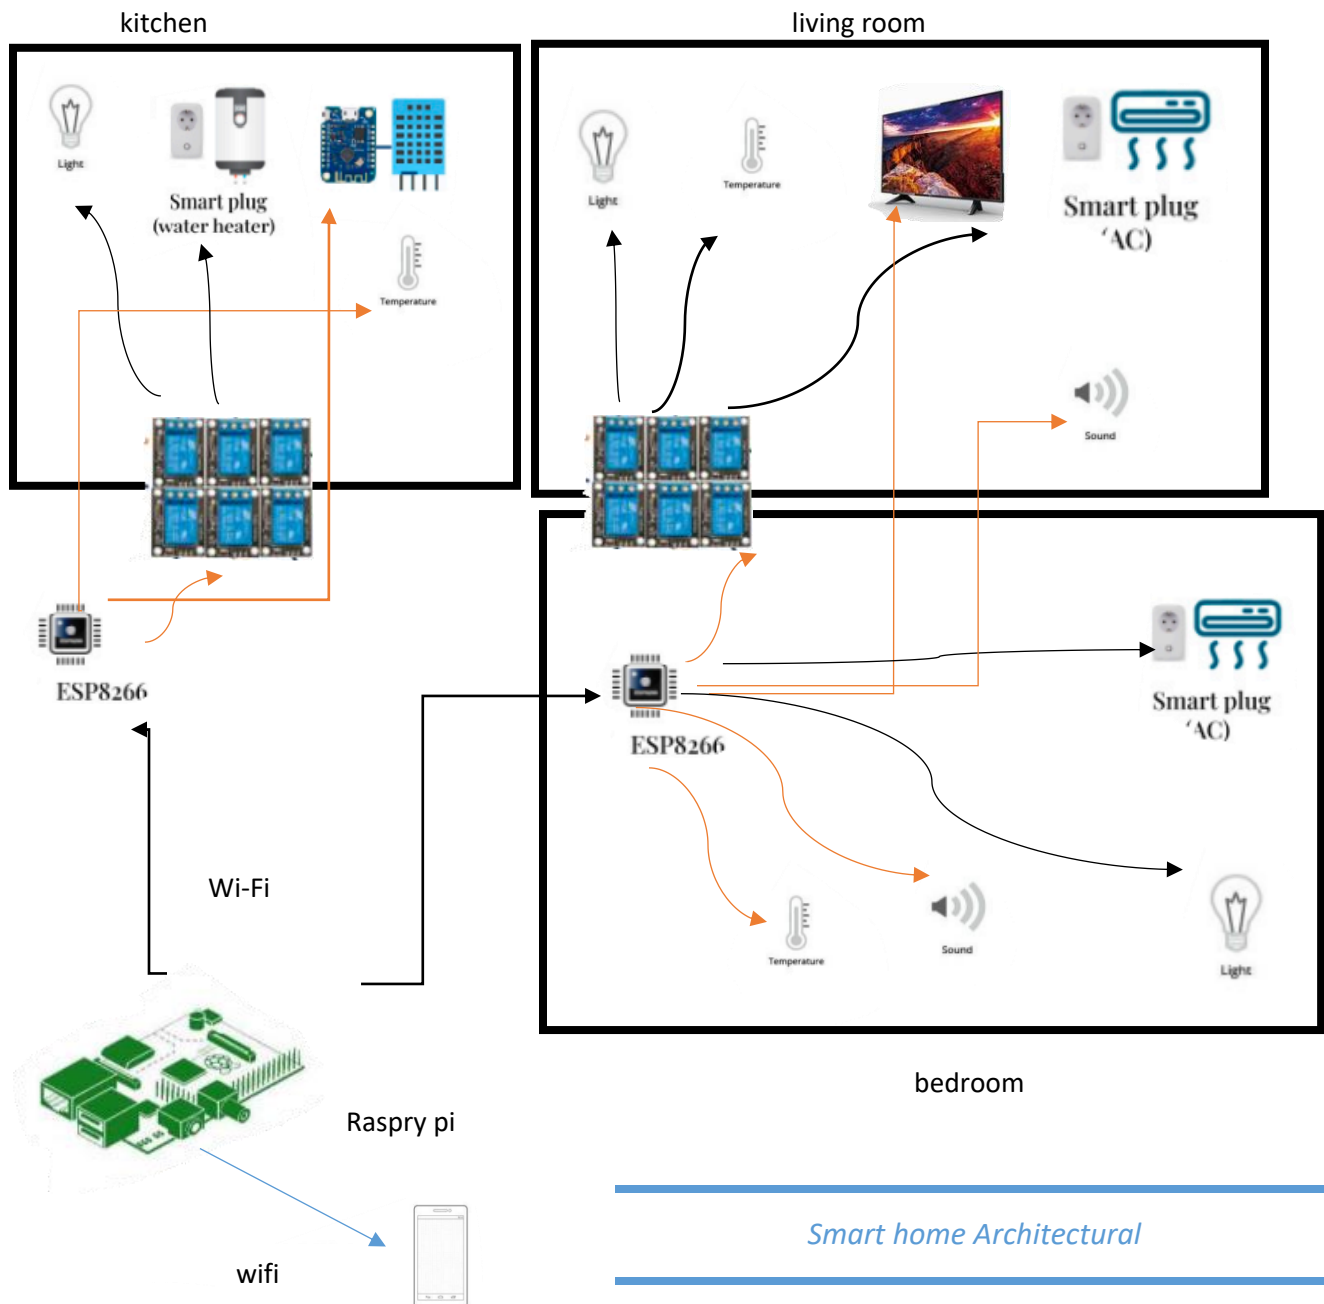 kitchen
living room
Light
Smart plug
(water heater)
Temperature
Light
Temperature
Smart plug
‘AC)
Sound
ESP8266
ESP8266
Smart plug
‘AC)
Wi-Fi
Temperature
Sound
Light
bedroom
Raspry pi
Smart home Architectural
wifi